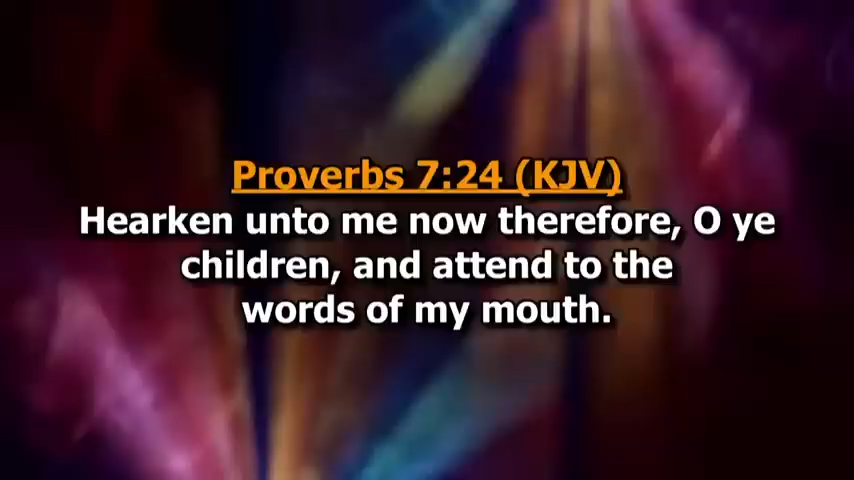 Proverbs 7:24 (KJV)
Hearken unto me now therefore, O ye
children, and attend to the
words of my mouth.